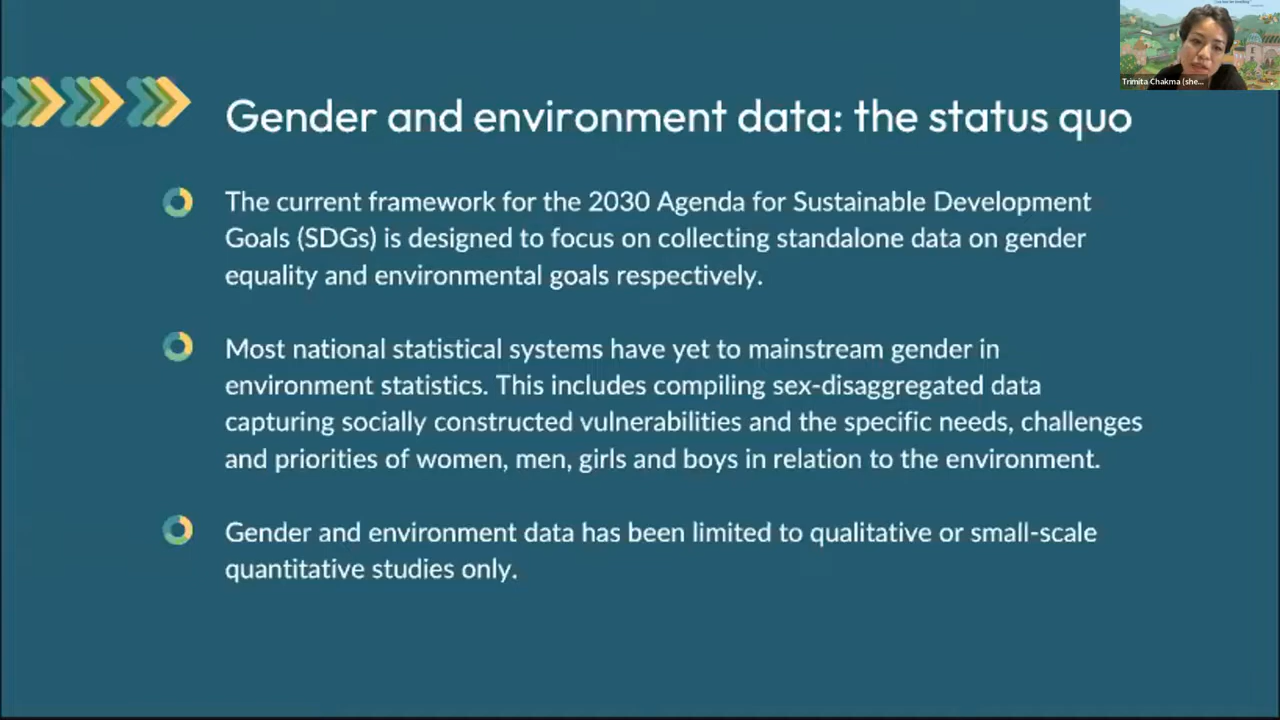 Trimita Chakma (she...
Gender and environment data: the status quo
The current framework for the 2030 Agenda for Sustainable Development
Goals (SDGs) is designed to focus on collecting standalone data on gender
equality and environmental goals respectively.
Most national statistical systems have yet to mainstream gender in
environment statistics. This includes compiling sex-disaggregated data
capturing socially constructed vulnerabilities and the specific needs, challenges
and priorities of women, men, girls and boys in relation to the environment.
Gender and environment data has been limited to qualitative or small-scale
quantitative studies only.